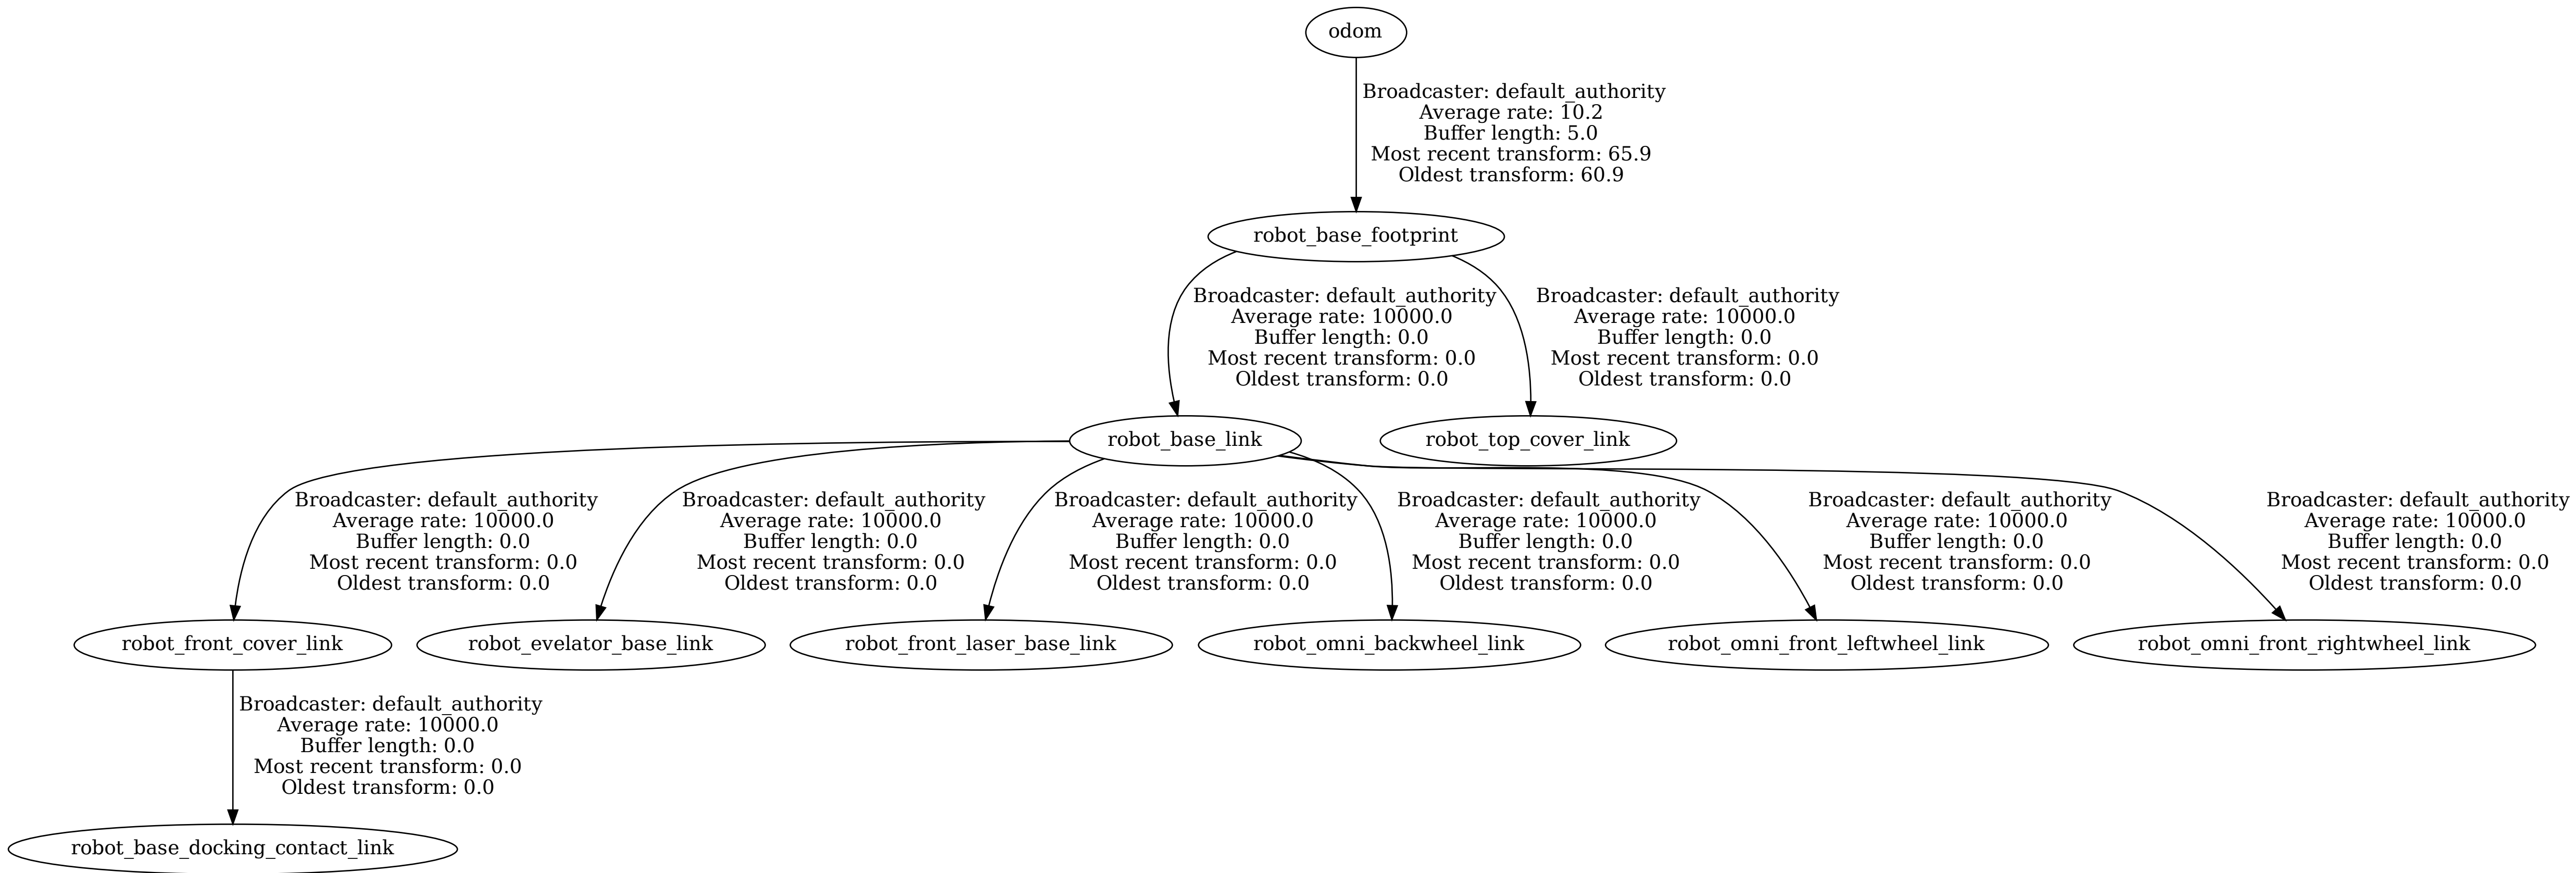 odom
Broadcaster: default_authority
Average rate: 10.2
Buffer length: 5.0
Most recent transform: 65.9
Oldest transform: 60.9
robot_base_footprint
Broadcaster: default_authority
Average rate: 10000.0
Buffer length: 0.0
Most recent transform: 0.0
Oldest transform: 0.0
Broadcaster: default_authority
Average rate: 10000.0
Buffer length: 0.0
Most recent transform: 0.0
Oldest transform: 0.0
robot_base_link
robot_top_cover_link
Broadcaster: default_authority
Average rate: 10000.0
Buffer length: 0.0
Most recent transform: 0.0
Oldest transform: 0.0
Broadcaster: default_authority
Average rate: 10000.0
Buffer length: 0.0
Most recent transform: 0.0
Oldest transform: 0.0
Broadcaster: default_authority
Average rate: 10000.0
Buffer length: 0.0
Most recent transform: 0.0
Oldest transform: 0.0
Broadcaster: default_authority
Average rate: 10000.0
Buffer length: 0.0
Most recent transform: 0.0
Oldest transform: 0.0
Broadcaster: default_authority
Average rate: 10000.0
Buffer length: 0.0
Most recent transform: 0.0
Oldest transform: 0.0
Broadcaster: default_authority
Average rate: 10000.0
Buffer length: 0.0
Most recent transform: 0.0
Oldest transform: 0.0
robot_front_cover_link
robot_evelator_base_link
robot_front_laser_base_link
robot_omni_backwheel_link
robot_omni_front_leftwheel_link
robot_omni_front_rightwheel_link
Broadcaster: default_authority
Average rate: 10000.0
Buffer length: 0.0
Most recent transform: 0.0
Oldest transform: 0.0
robot_base_docking_contact_link